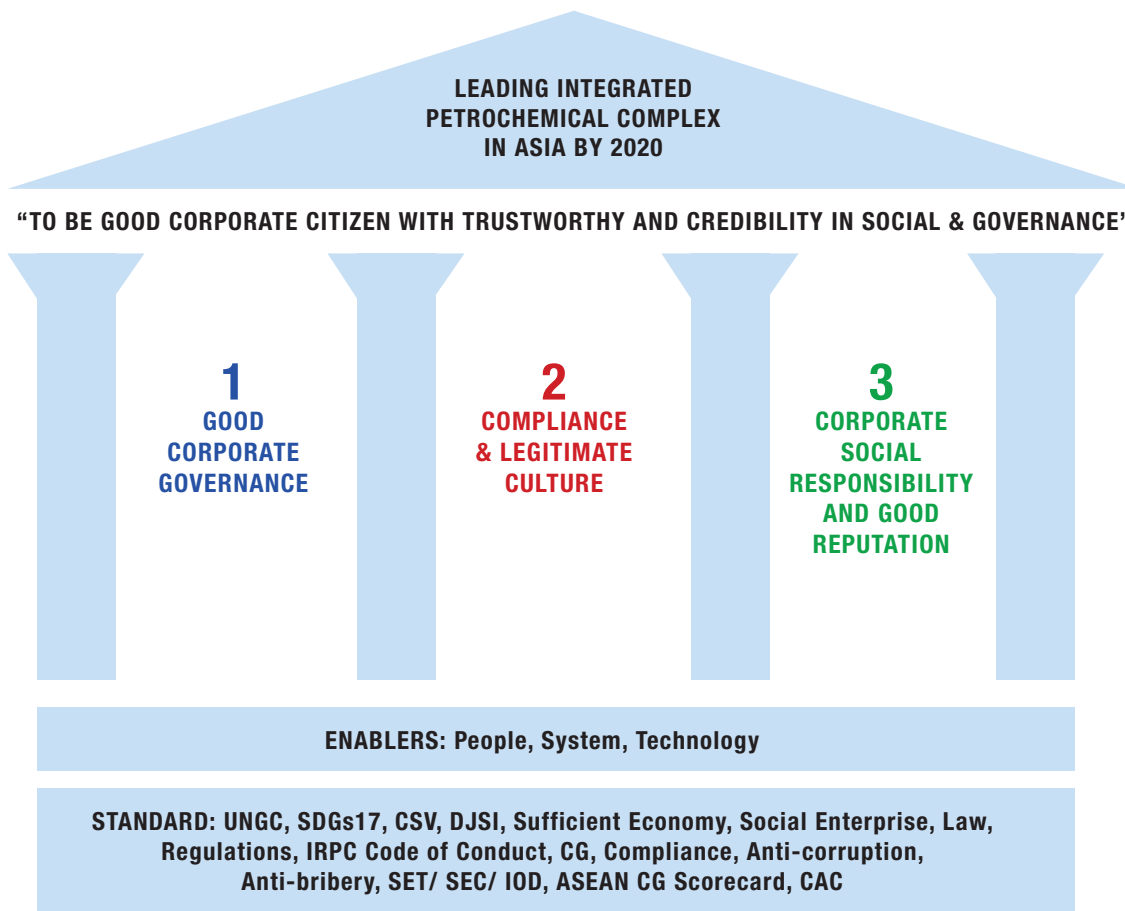 LEADING INTEGRATED
PETROCHEMICAL COMPLEX
IN ASIA BY 2020
“TO BE GOOD CORPORATE CITIZEN WITH TRUSTWORTHY AND CREDIBILITY IN SOCIAL & GOVERNANCE”
1
GOOD
CORPORATE
GOVERNANCE
2
COMPLIANCE
& LEGITIMATE
CULTURE
3
CORPORATE
SOCIAL
RESPONSIBILITY
AND GOOD
REPUTATION
ENABLERS: People, System, Technology
STANDARD: UNGC, SDGs17, CSV, DJSI, Sufficient Economy, Social Enterprise, Law,
Regulations, IRPC Code of Conduct, CG, Compliance, Anti-corruption,
Anti-bribery, SET/ SEC/ IOD, ASEAN CG Scorecard, CAC